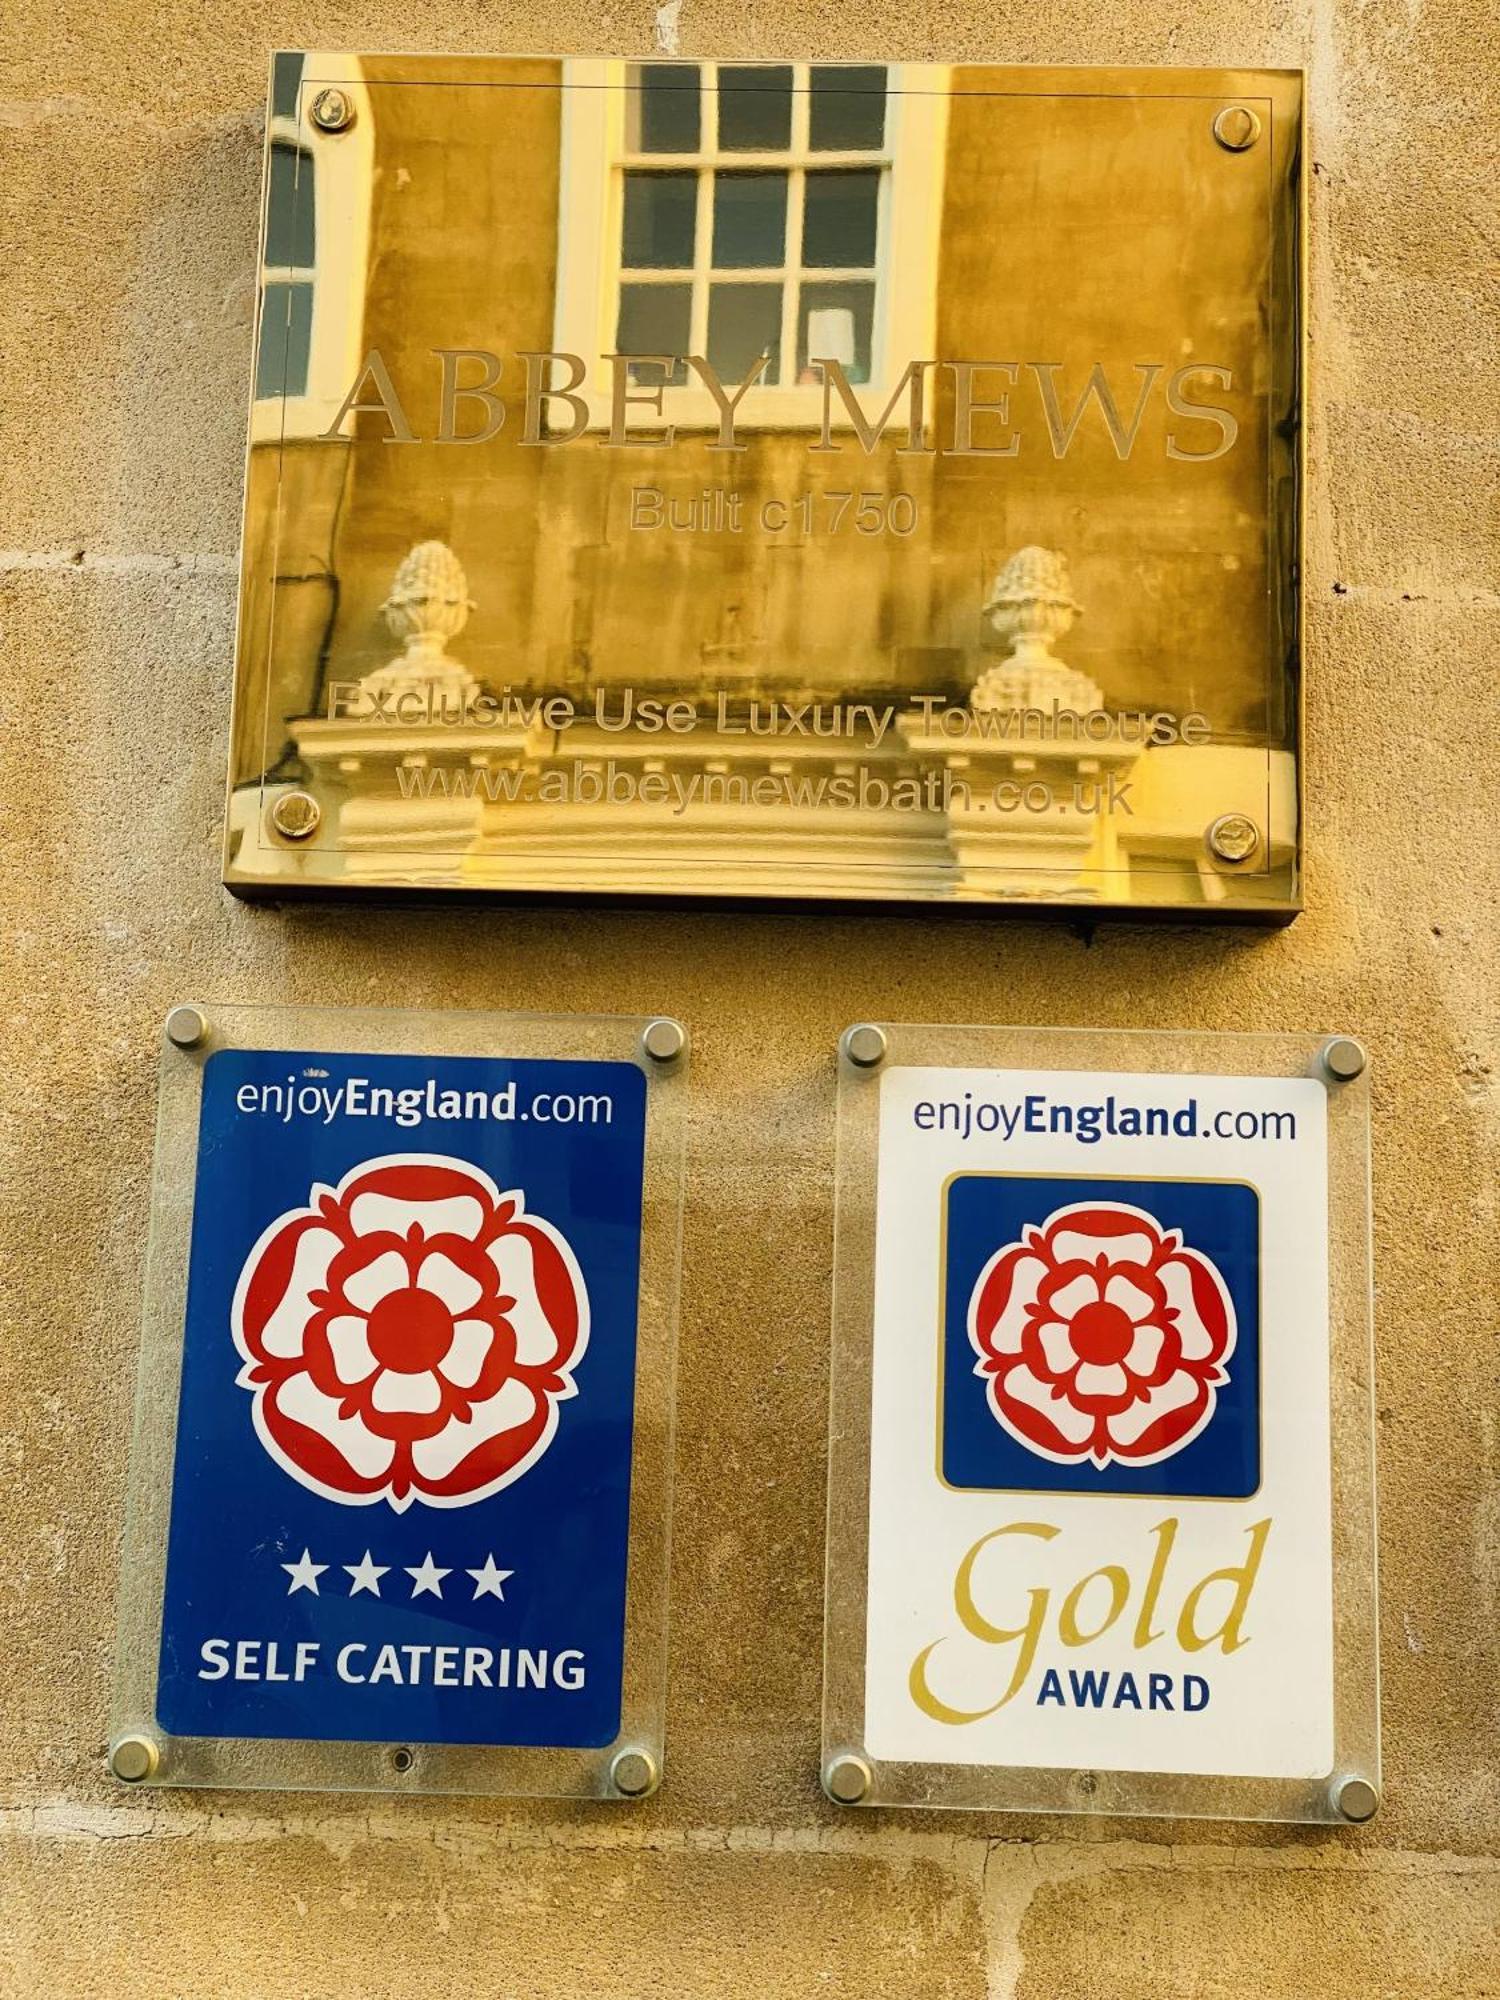 ABBEY MEWS
Built c1750
Exclusive Use Luxury Townhouse
www.abbeymewsbath.co.uk
enjoyEngland.com
SELF CATERING
enjoyEngland.com
Gold
AWARD